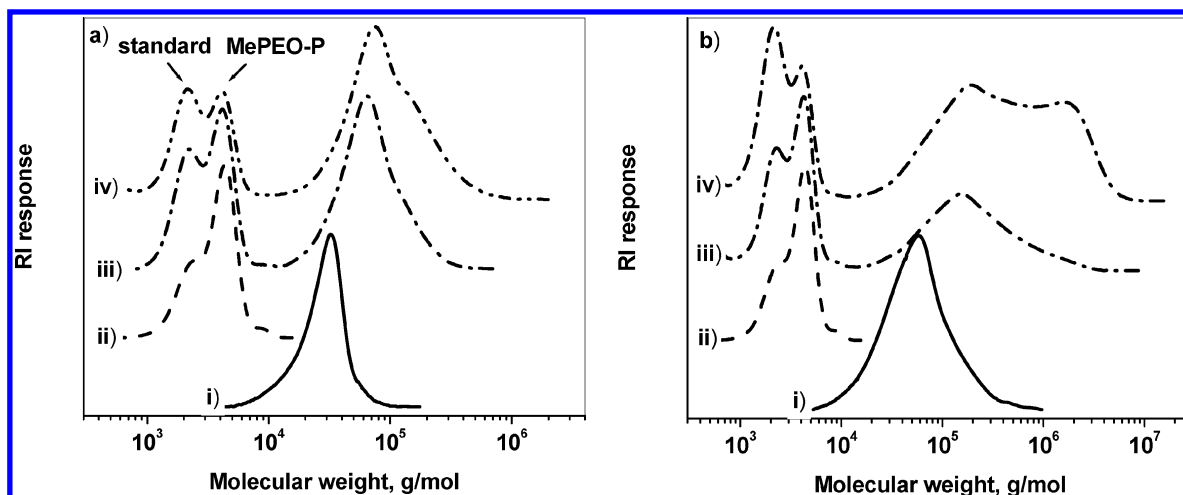 a)
standard MePEO-P
iv)
iii)
ii)
i)
RI response
10³ 10⁴ 10⁵ 10⁶
Molecular weight, g/mol
b)
iv)
iii)
ii)
i)
RI response
10³ 10⁴ 10⁵ 10⁶ 10⁷
Molecular weight, g/mol